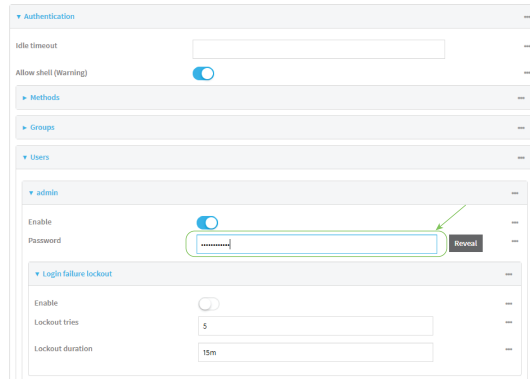 Authentication
Idle timeout
Allow shell (Warning)
Methods
Groups
Users
admin
Enable
Password
•••••••••••• Reveal
Login failure lockout
Enable
Lockout tries 5
Lockout duration 15m